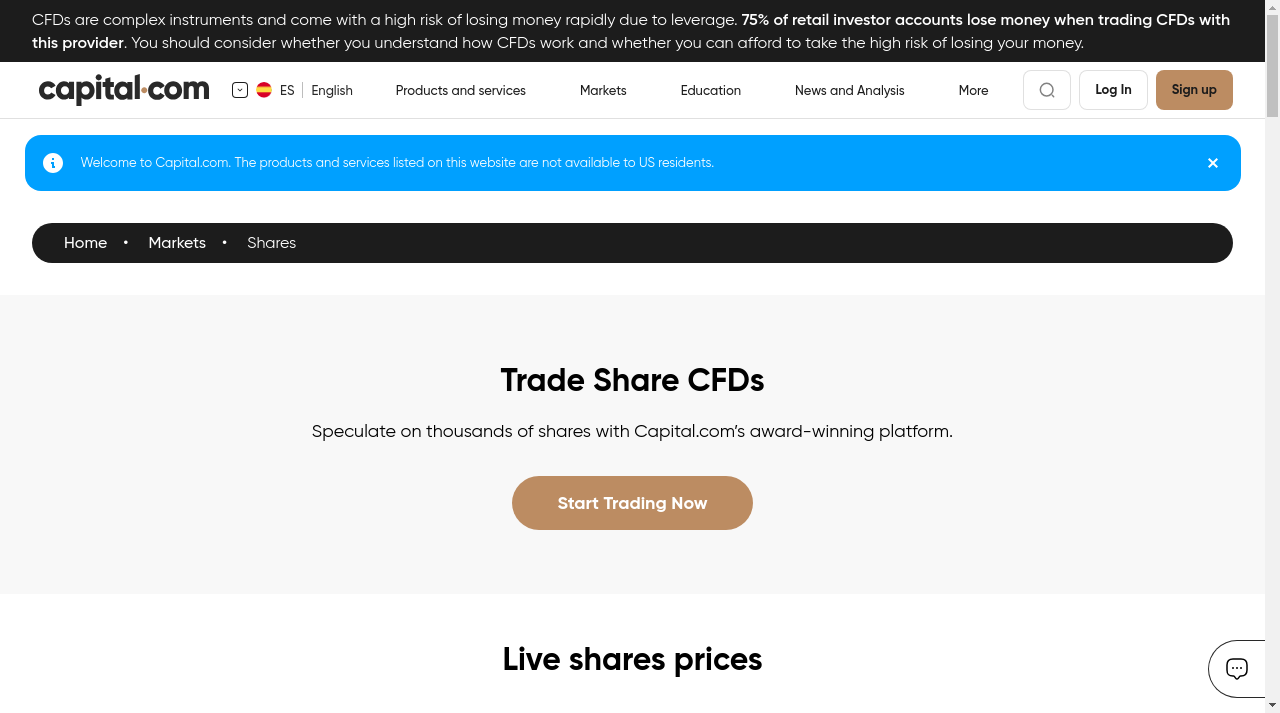 CFDs are complex instruments and come with a high risk of losing money rapidly due to leverage. 75% of retail investor accounts lose money when trading CFDs with
this provider. You should consider whether you understand how CFDs work and whether you can afford to take the high risk of losing your money.
capital.com ES English Products and services Markets Education News and Analysis More Log In Sign up
Welcome to Capital.com. The products and services listed on this website are not available to US residents.
Home • Markets • Shares
Trade Share CFDs
Speculate on thousands of shares with Capital.com’s award-winning platform.
Start Trading Now
Live shares prices